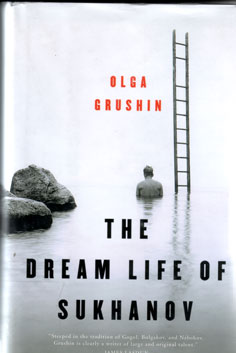 OLGA
GRUSHIN
THE
DREAM LIFE OF
SUKHANOV
"Steeped in the tradition of Gogol, Bulgakov, and Nabokov,
Grushin is clearly a writer of large and original talent."